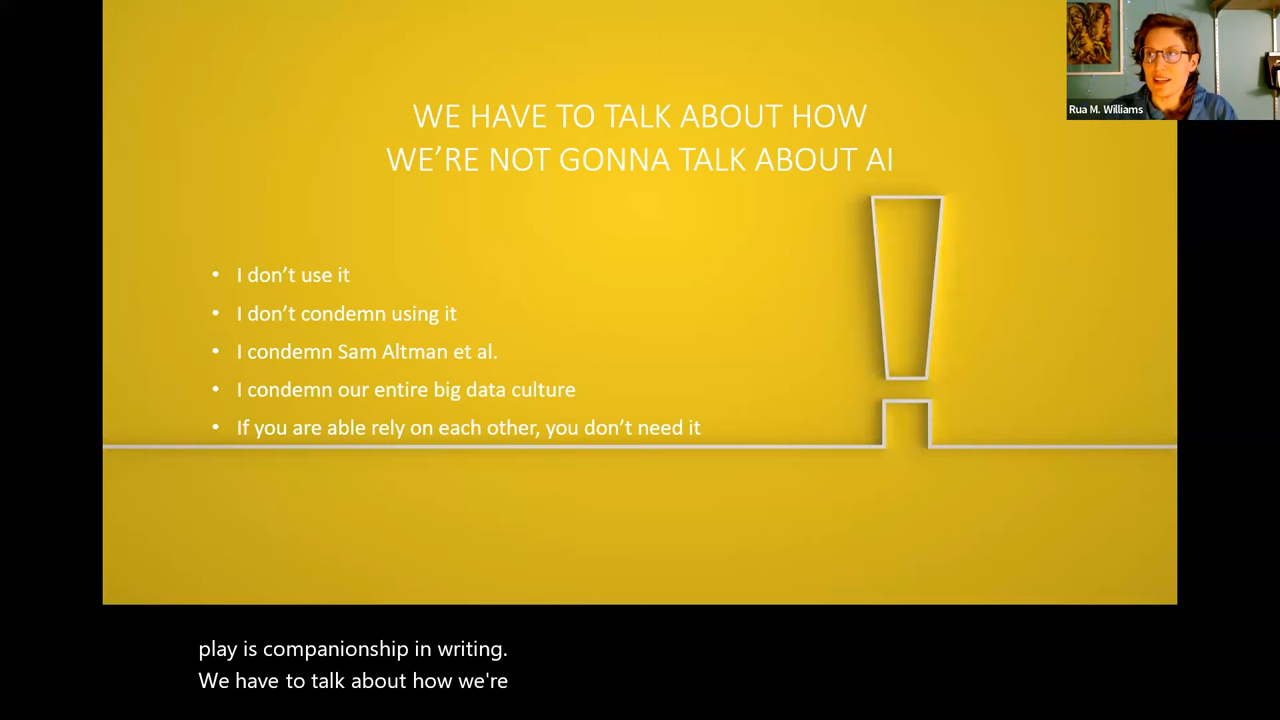 WE HAVE TO TALK ABOUT HOW
WE'RE NOT GONNA TALK ABOUT AI
• I don't use it
• I don't condemn using it
• I condemn Sam Altman et al.
• I condemn our entire big data culture
• If you are able rely on each other, you don't need it
Rua M. Williams
play is companionship in writing.
We have to talk about how we're